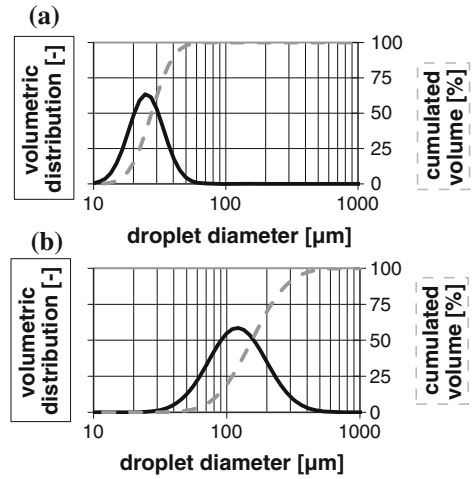 (a)
volumetric
distribution [-]
100
75
50
25
0
cumulated
volume [%]
10
100
1000
droplet diameter [µm]
(b)
volumetric
distribution [-]
100
75
50
25
0
cumulated
volume [%]
10
100
1000
droplet diameter [µm]